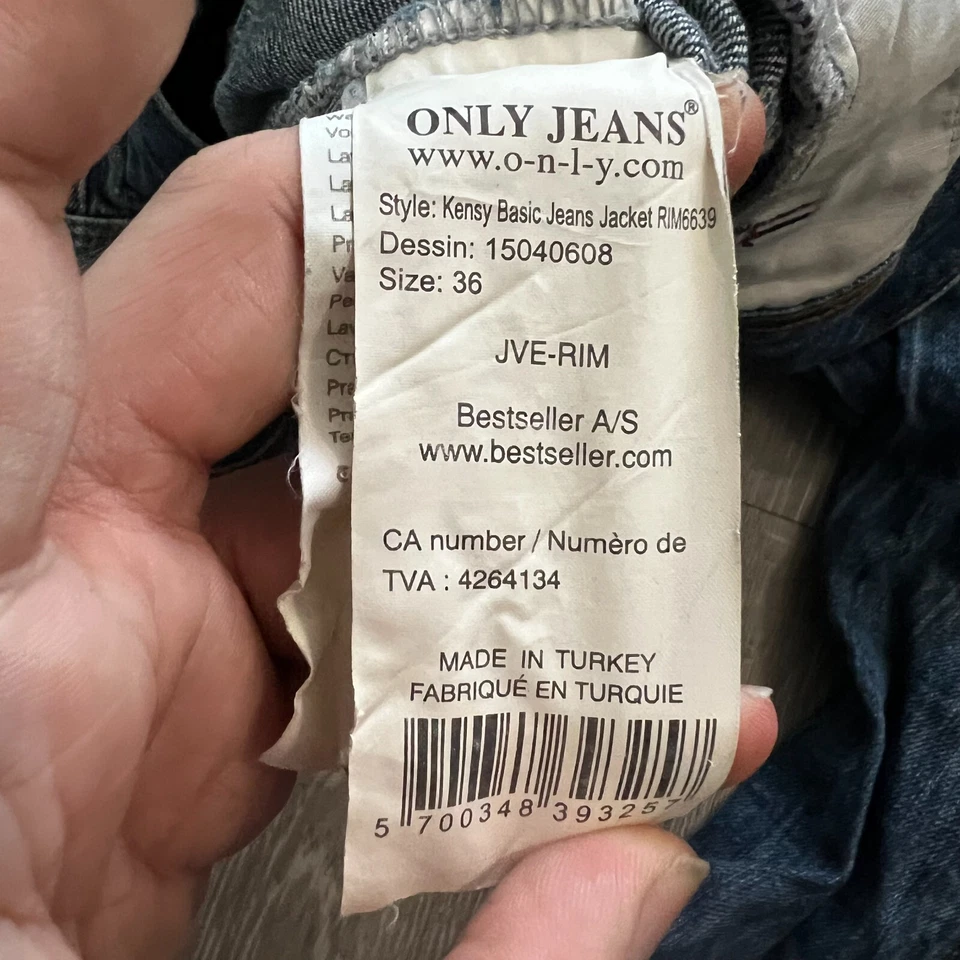 ONLY JEANS®
www.o-n-l-y.com
Style: Kensy Basic Jeans Jacket RIM6639
Dessin: 15040608
Size: 36
JVE-RIM
Bestseller A/S
www.bestseller.com
CA number / Numèro de
TVA : 4264134
MADE IN TURKEY
FABRIQUÉ EN TURQUIE
5 700348 393257